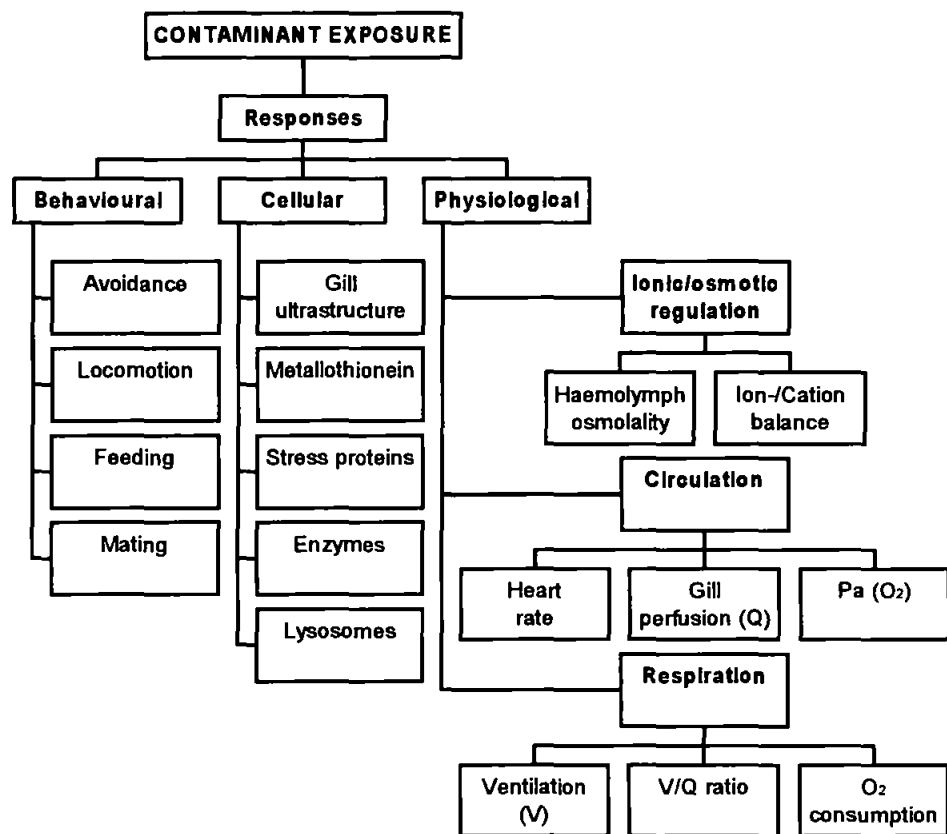 CONTAMINANT EXPOSURE
Responses
Behavioural
Cellular
Physiological
Avoidance
Locomotion
Feeding
Mating
Gill
ultrastructure
Metallothionein
Stress proteins
Enzymes
Lysosomes
Ionic/osmotic
regulation
Haemolymph
osmolality
Ion-/Cation
balance
Circulation
Heart
rate
Gill
perfusion (Q)
Pa (O₂)
Respiration
Ventilation
(V)
V/Q ratio
O₂
consumption